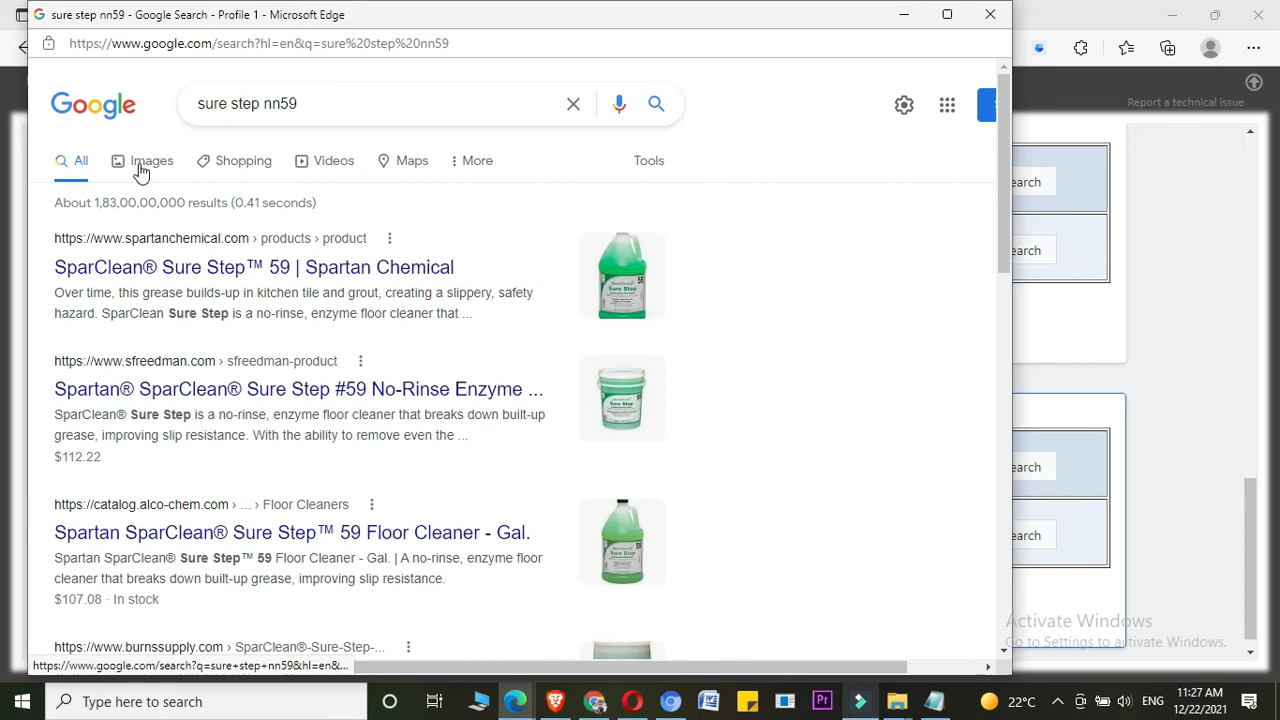 sure step nn59 - Google Search - Profile 1 - Microsoft Edge
https://www.google.com/search?hl=en&q=sure%20step%20nn59
Google
sure step nn59
All Images Shopping Videos Maps More Tools
About 1,83,00,00,000 results (0.41 seconds)
https://www.spartanchemical.com › products › product
SparClean® Sure Step™ 59 | Spartan Chemical
Over time, this grease builds-up in kitchen tile and grout, creating a slippery, safety
hazard. SparClean Sure Step is a no-rinse, enzyme floor cleaner that ...
https://www.sfreedman.com › sfreedman-product
Spartan® SparClean® Sure Step #59 No-Rinse Enzyme ...
SparClean® Sure Step is a no-rinse, enzyme floor cleaner that breaks down built-up
grease, improving slip resistance. With the ability to remove even the ...
$112.22
https://catalog.alco-chem.com › ... › Floor Cleaners
Spartan SparClean® Sure Step™ 59 Floor Cleaner - Gal.
Spartan SparClean® Sure Step™ 59 Floor Cleaner - Gal. | A no-rinse, enzyme floor
cleaner that breaks down built-up grease, improving slip resistance.
$107.08 · In stock
https://www.burnssupply.com › SparClean®-Sure-Step-...
https://www.google.com/search?q=sure+step+nn59&hl=en&...
Report a technical issue
earch
earch
earch
earch
Activate Windows
Go to Settings to activate Windows.
Type here to search
22°C
ENG
11:27 AM
12/22/2021